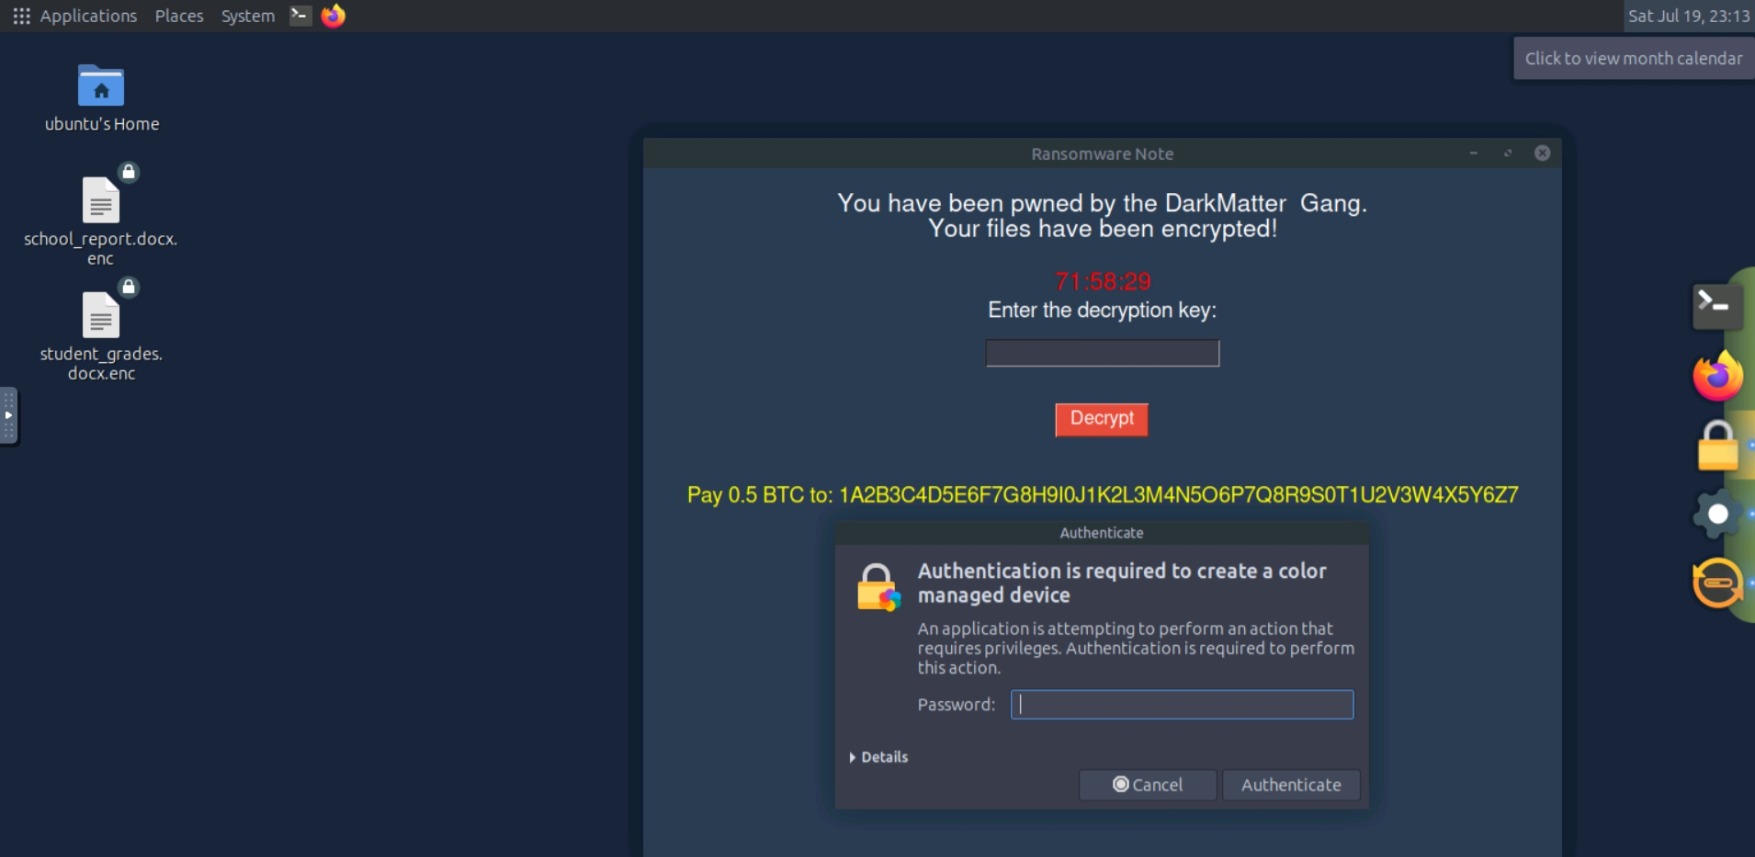 Applications Places System
Sat Jul 19, 23:13
Click to view month calendar
ubuntu's Home
school_report.docx.
enc
student_grades.
docx.enc
Ransomware Note
You have been pwned by the DarkMatter  Gang.
Your files have been encrypted!
71:58:29
Enter the decryption key:
Decrypt
Pay 0.5 BTC to: 1A2B3C4D5E6F7G8H9I0J1K2L3M4N5O6P7Q8R9S0T1U2V3W4X5Y6Z7
Authenticate
Authentication is required to create a color
managed device
An application is attempting to perform an action that
requires privileges. Authentication is required to perform
this action.
Password:
Details
Cancel Authenticate